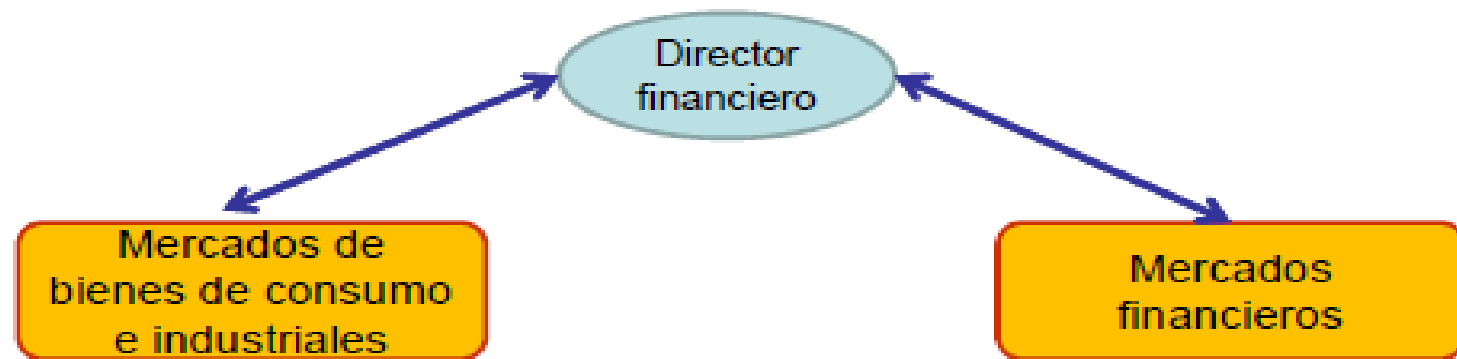 Director
financiero
Mercados de
bienes de consumo
e industriales
Mercados
financieros